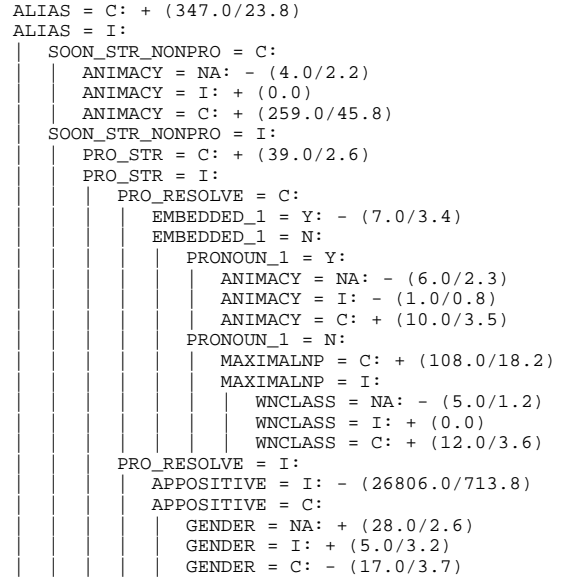 ALIAS = C: + (347.0/23.8)
ALIAS = I:
|   SOON_STR_NONPRO = C:
|   |   ANIMACY = NA: - (4.0/2.2)
|   |   ANIMACY = I: + (0.0)
|   |   ANIMACY = C: + (259.0/45.8)
|   SOON_STR_NONPRO = I:
|   |   PRO_STR = C: + (39.0/2.6)
|   |   PRO_STR = I:
|   |   |   PRO_RESOLVE = C:
|   |   |   |   EMBEDDED_1 = Y: - (7.0/3.4)
|   |   |   |   EMBEDDED_1 = N:
|   |   |   |   |   PRONOUN_1 = Y:
|   |   |   |   |   |   ANIMACY = NA: - (6.0/2.3)
|   |   |   |   |   |   ANIMACY = I: - (1.0/0.8)
|   |   |   |   |   |   ANIMACY = C: + (10.0/3.5)
|   |   |   |   |   PRONOUN_1 = N:
|   |   |   |   |   |   MAXIMALNP = C: + (108.0/18.2)
|   |   |   |   |   |   MAXIMALNP = I:
|   |   |   |   |   |   |   WNCLASS = NA: - (5.0/1.2)
|   |   |   |   |   |   |   WNCLASS = I: + (0.0)
|   |   |   |   |   |   |   WNCLASS = C: + (12.0/3.6)
|   |   |   PRO_RESOLVE = I:
|   |   |   |   APPOSITIVE = I: - (26806.0/713.8)
|   |   |   |   APPOSITIVE = C:
|   |   |   |   |   GENDER = NA: + (28.0/2.6)
|   |   |   |   |   GENDER = I: + (5.0/3.2)
|   |   |   |   |   GENDER = C: - (17.0/3.7)